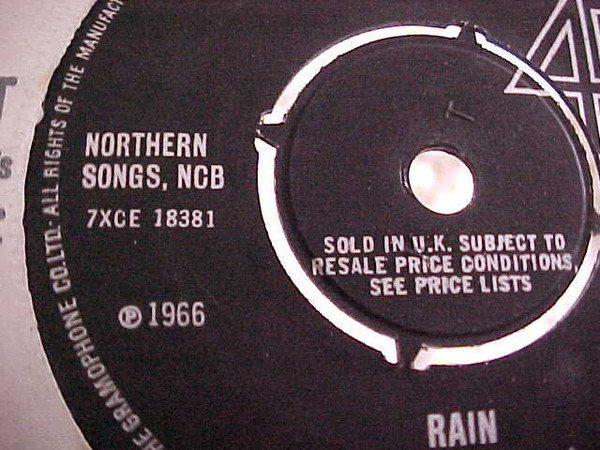 THE GRAMOPHONE CO. LTD. · ALL RIGHTS OF THE
NORTHERN
SONGS, NCB
7XCE 18381
℗ 1966
SOLD IN U.K. SUBJECT TO
RESALE PRICE CONDITIONS,
SEE PRICE LISTS
RAIN